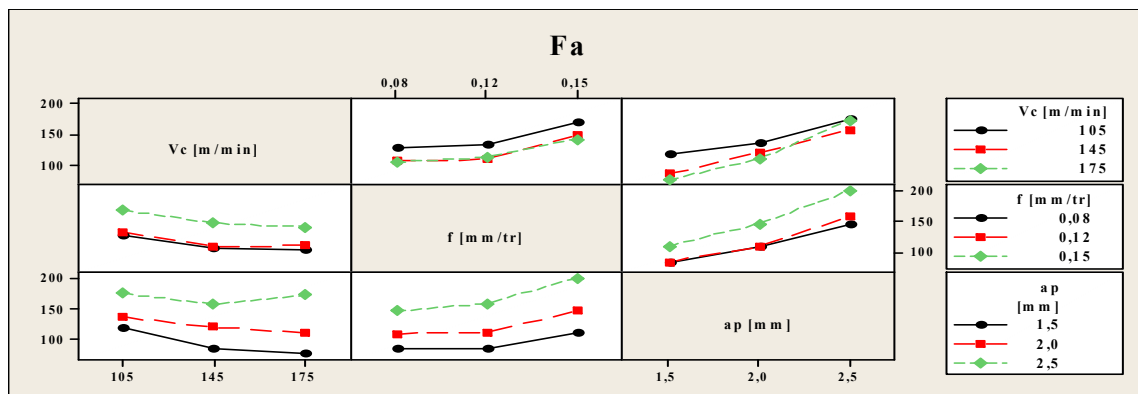 Fa
0,08 0,12 0,15
200
150
100
Vc [m/min]
Vc [m/min]
105
145
175
f [mm/tr]
200
150
100
f [mm/tr]
0,08
0,12
0,15
200
150
100
ap [mm]
ap
[mm]
1,5
2,0
2,5
105 145 175 1,5 2,0 2,5